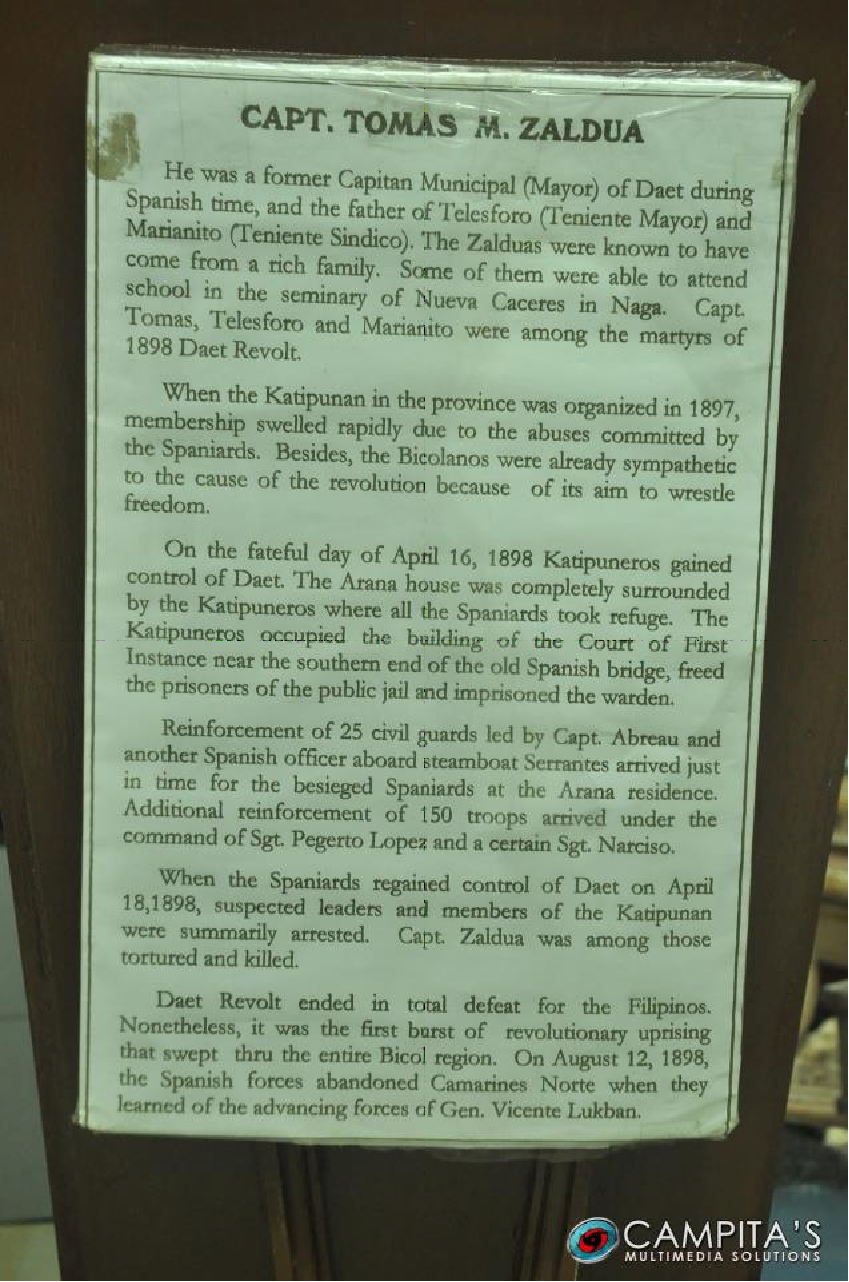 CAPT. TOMAS M. ZALDUA
He was a former Capitan Municipal (Mayor) of Daet during
Spanish time, and the father of Telesforo (Teniente Mayor) and
Marianito (Teniente Sindico). The Zalduas were known to have
come from a rich family. Some of them were able to attend
school in the seminary of Nueva Caceres in Naga. Capt.
Tomas, Telesforo and Marianito were among the martyrs of
1898 Daet Revolt.
When the Katipunan in the province was organized in 1897,
membership swelled rapidly due to the abuses committed by
the Spaniards. Besides, the Bicolanos were already sympathetic
to the cause of the revolution because of its aim to wrestle
freedom.
On the fateful day of April 16, 1898 Katipuneros gained
control of Daet. The Arana house was completely surrounded
by the Katipuneros where all the Spaniards took refuge. The
Katipuneros occupied the building of the Court of First
Instance near the southern end of the old Spanish bridge, freed
the prisoners of the public jail and imprisoned the warden.
Reinforcement of 25 civil guards led by Capt. Abreau and
another Spanish officer aboard steamboat Serrantes arrived just
in time for the besieged Spaniards at the Arana residence.
Additional reinforcement of 150 troops arrived under the
command of Sgt. Pegerto Lopez and a certain Sgt. Narciso.
When the Spaniards regained control of Daet on April
18,1898, suspected leaders and members of the Katipunan
were summarily arrested. Capt. Zaldua was among those
tortured and killed.
Daet Revolt ended in total defeat for the Filipinos.
Nonetheless, it was the first burst of revolutionary uprising
that swept thru the entire Bicol region. On August 12, 1898,
the Spanish forces abandoned Camarines Norte when they
learned of the advancing forces of Gen. Vicente Lukban.
CAMPITA'S
MULTIMEDIA SOLUTIONS